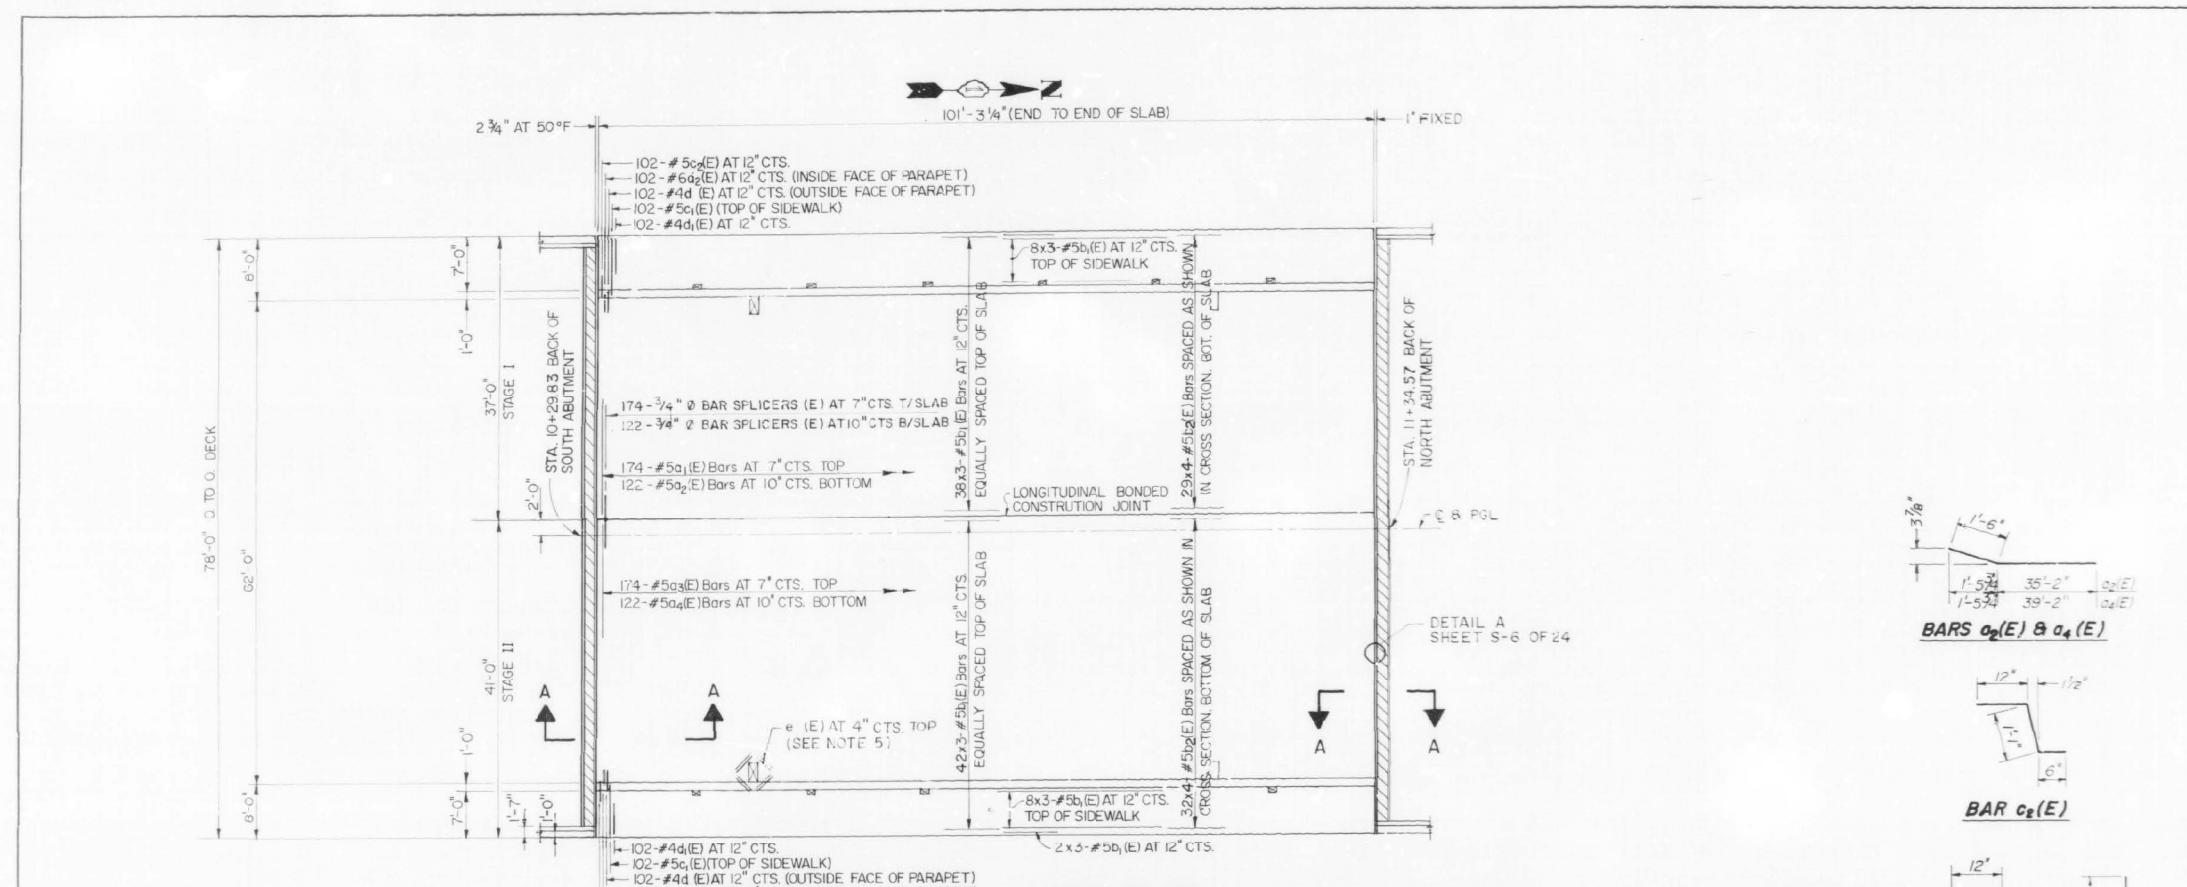 N
101'-3 1/4" (END TO END OF SLAB)
2 3/4" AT 50°F
1" FIXED
102-#5c2(E) AT 12" CTS.
102-#6d2(E) AT 12" CTS. (INSIDE FACE OF PARAPET)
102-#4d (E) AT 12" CTS. (OUTSIDE FACE OF PARAPET)
102-#5c1(E) (TOP OF SIDEWALK)
102-#4d1(E) AT 12" CTS.
78'-0" O. TO O. DECK
8'-0"
62'-0"
8'-0"
7'-0"
1'-0"
37'-0"
STAGE I
2'-0"
41'-0"
STAGE II
1'-0"
7'-0"
1'-7"
1'-0"
STA. 10+29.83 BACK OF
SOUTH ABUTMENT
8x3-#5b1(E) AT 12" CTS.
TOP OF SIDEWALK
38x3-#5b1(E) Bars AT 12" CTS.
EQUALLY SPACED TOP OF SLAB
29x4-#5b2(E) Bars SPACED AS SHOWN
IN CROSS SECTION. BOT. OF SLAB
STA. 11+34.57 BACK OF
NORTH ABUTMENT
174-3/4" Ø BAR SPLICERS (E) AT 7" CTS. T/SLAB
122-3/4" Ø BAR SPLICERS (E) AT 10" CTS B/SLAB
174-#5a1(E) Bars AT 7" CTS. TOP
122-#5a2(E) Bars AT 10" CTS. BOTTOM
LONGITUDINAL BONDED
CONSTRUTION JOINT
℄ & PGL
174-#5a3(E) Bars AT 7" CTS. TOP
122-#5a4(E) Bars AT 10" CTS. BOTTOM
42x3-#5b1(E) Bars AT 12" CTS.
EQUALLY SPACED TOP OF SLAB
32x4-#5b2(E) Bars SPACED AS SHOWN IN
CROSS SECTION, BOTTOM OF SLAB
DETAIL A
SHEET S-6 OF 24
A
A
A
A
e (E) AT 4" CTS. TOP
(SEE NOTE 5)
8x3-#5b1(E) AT 12" CTS.
TOP OF SIDEWALK
2x3-#5b1(E) AT 12" CTS.
102-#4d1(E) AT 12" CTS.
102-#5c1(E)(TOP OF SIDEWALK)
102-#4d (E) AT 12" CTS. (OUTSIDE FACE OF PARAPET)
3 7/8"
1'-6"
1'-5 3/4" 35'-2" a2(E)
1'-5 3/4" 39'-2" a4(E)
BARS a2(E) & a4(E)
12"
1 1/2"
1'-1"
6"
BAR c2(E)
12"